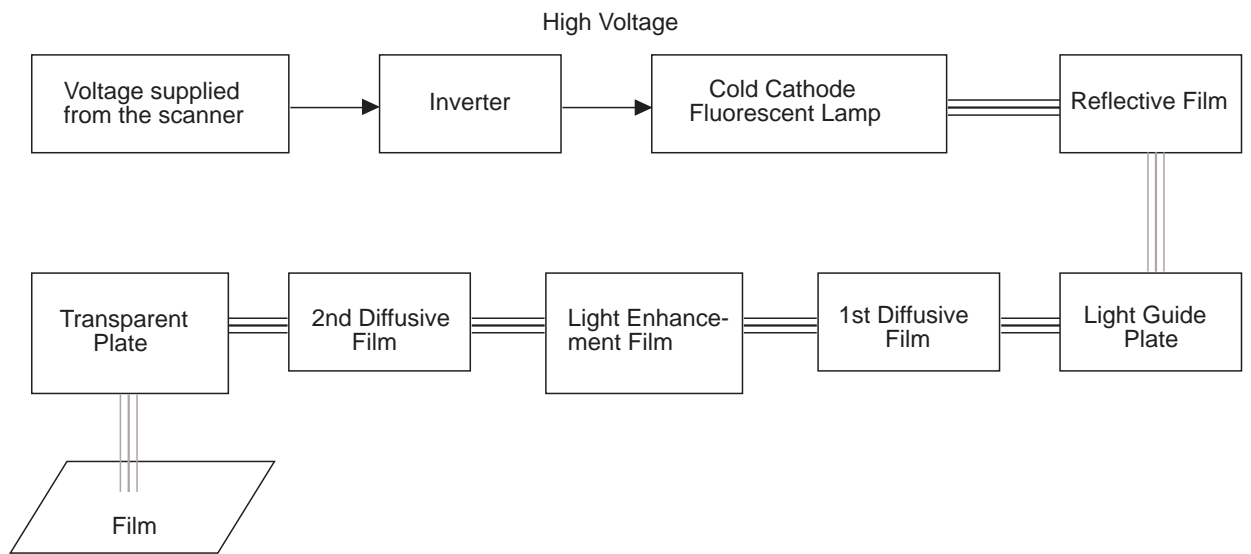 High Voltage
Voltage supplied
from the scanner
Inverter
Cold Cathode
Fluorescent Lamp
Reflective Film
Transparent
Plate
2nd Diffusive
Film
Light Enhance-
ment Film
1st Diffusive
Film
Light Guide
Plate
Film